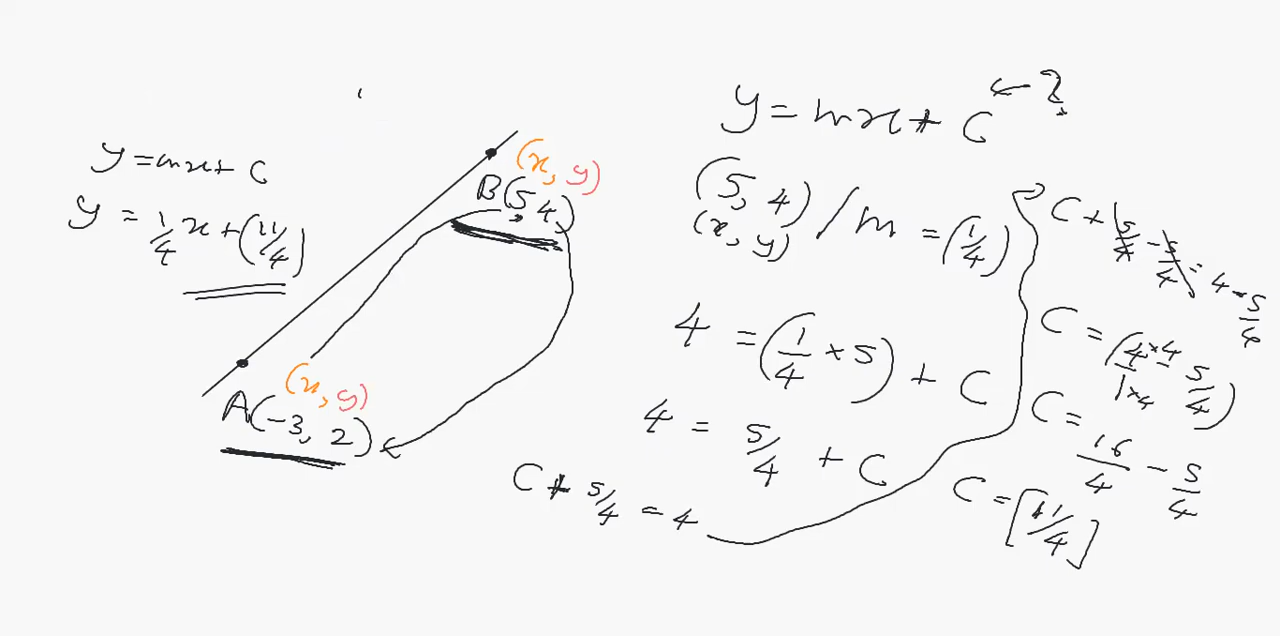 y = mx + C
y = 1/4 x + (11/4)
(x, y)
B(5, 4)
(x, y)
A(-3, 2)
y = mx + C ← ?
(5, 4) / m = (1/4)
(x, y)
4 = (1/4 × 5) + C
4 = 5/4 + C
C + 5/4 = 4
C + 5/4 - 5/4 = 4 - 5/4
C = (4×4/1×4 - 5/4)
C = 16/4 - 5/4
C = [11/4]